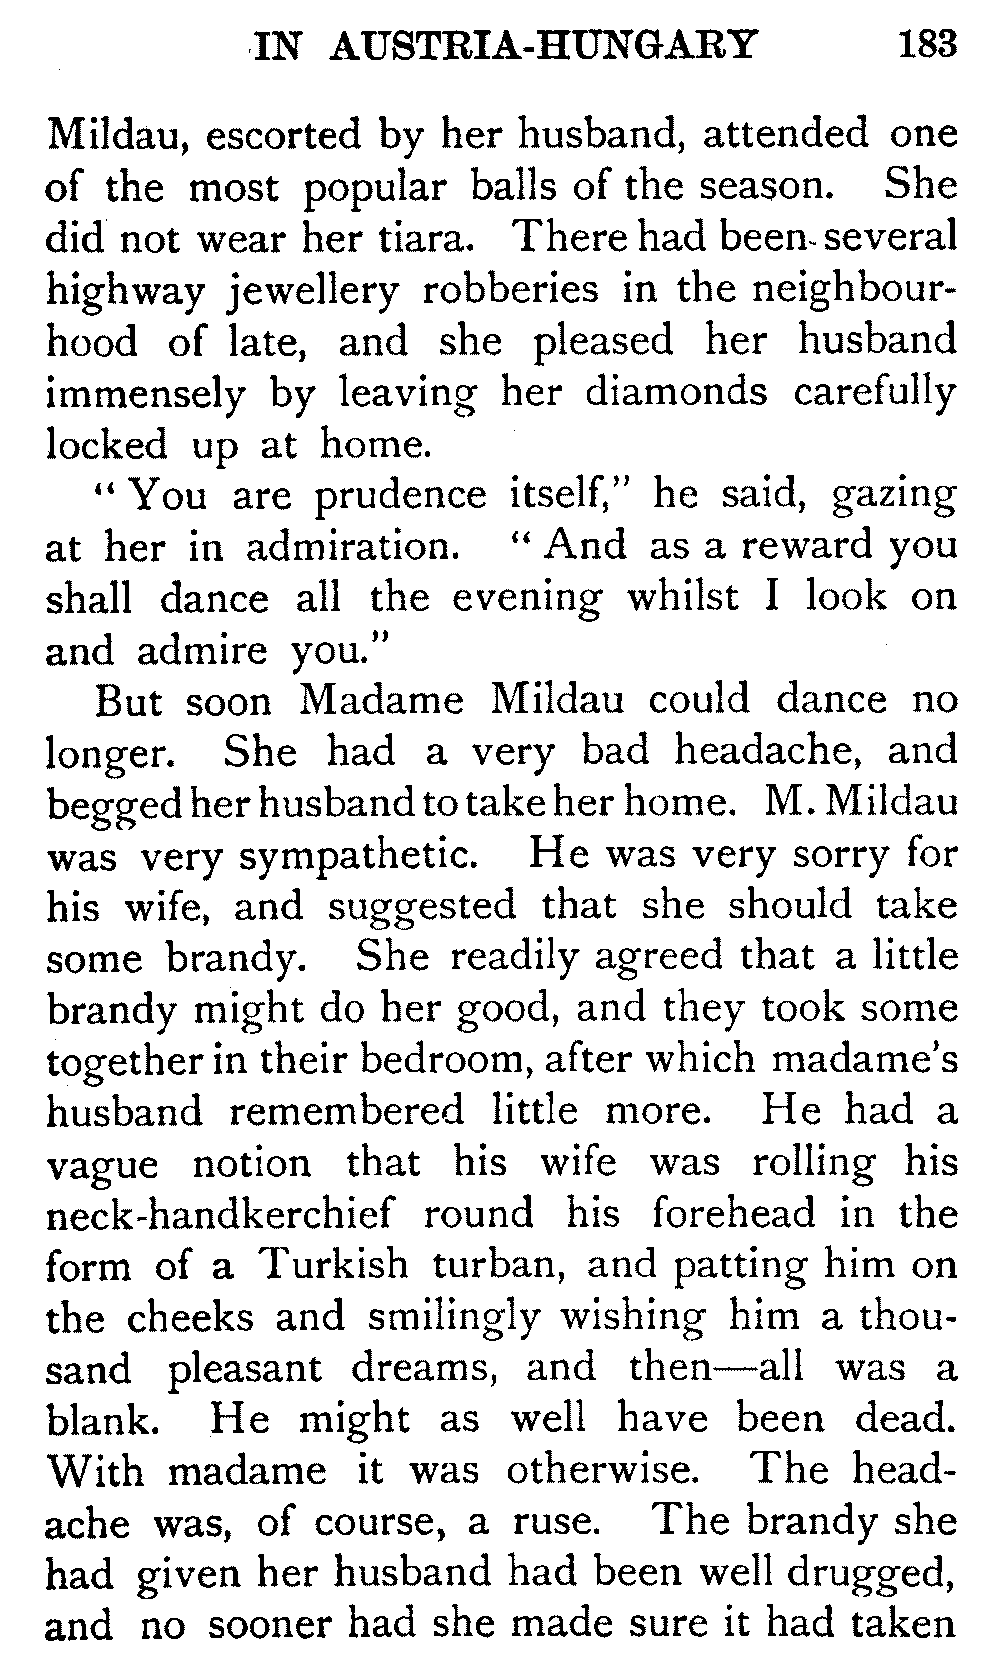 IN AUSTRIA-HUNGARY 183
Mildau, escorted by her husband, attended one
of the most popular balls of the season. She
did not wear her tiara. There had been several
highway jewellery robberies in the neighbour-
hood of late, and she pleased her husband
immensely by leaving her diamonds carefully
locked up at home.
“ You are prudence itself,” he said, gazing
at her in admiration. “ And as a reward you
shall dance all the evening whilst I look on
and admire you.”
But soon Madame Mildau could dance no
longer. She had a very bad headache, and
begged her husband to take her home. M. Mildau
was very sympathetic. He was very sorry for
his wife, and suggested that she should take
some brandy. She readily agreed that a little
brandy might do her good, and they took some
together in their bedroom, after which madame’s
husband remembered little more. He had a
vague notion that his wife was rolling his
neck-handkerchief round his forehead in the
form of a Turkish turban, and patting him on
the cheeks and smilingly wishing him a thou-
sand pleasant dreams, and then—all was a
blank. He might as well have been dead.
With madame it was otherwise. The head-
ache was, of course, a ruse. The brandy she
had given her husband had been well drugged,
and no sooner had she made sure it had taken